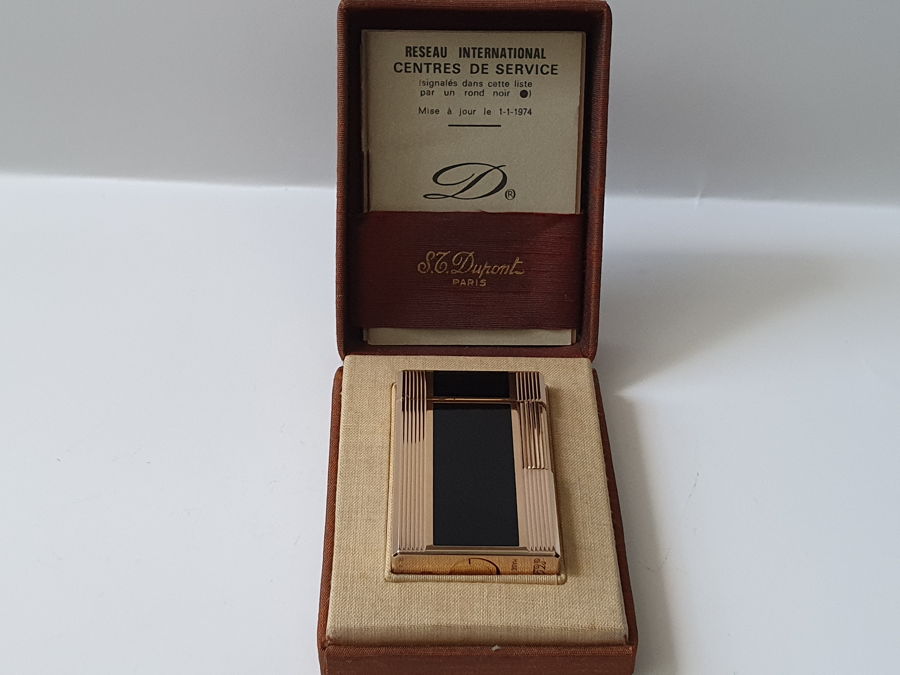 RESEAU INTERNATIONAL
CENTRES DE SERVICE
(signalés dans cette liste
par un rond noir ●)
Mise à jour le 1-1-1974
D®
S.T. Dupont
PARIS